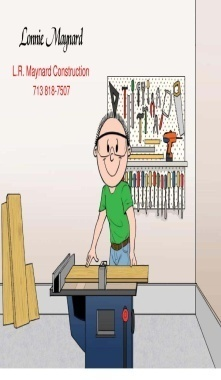 Lonnie Maynard
L.R. Maynard Construction
713 818-7507